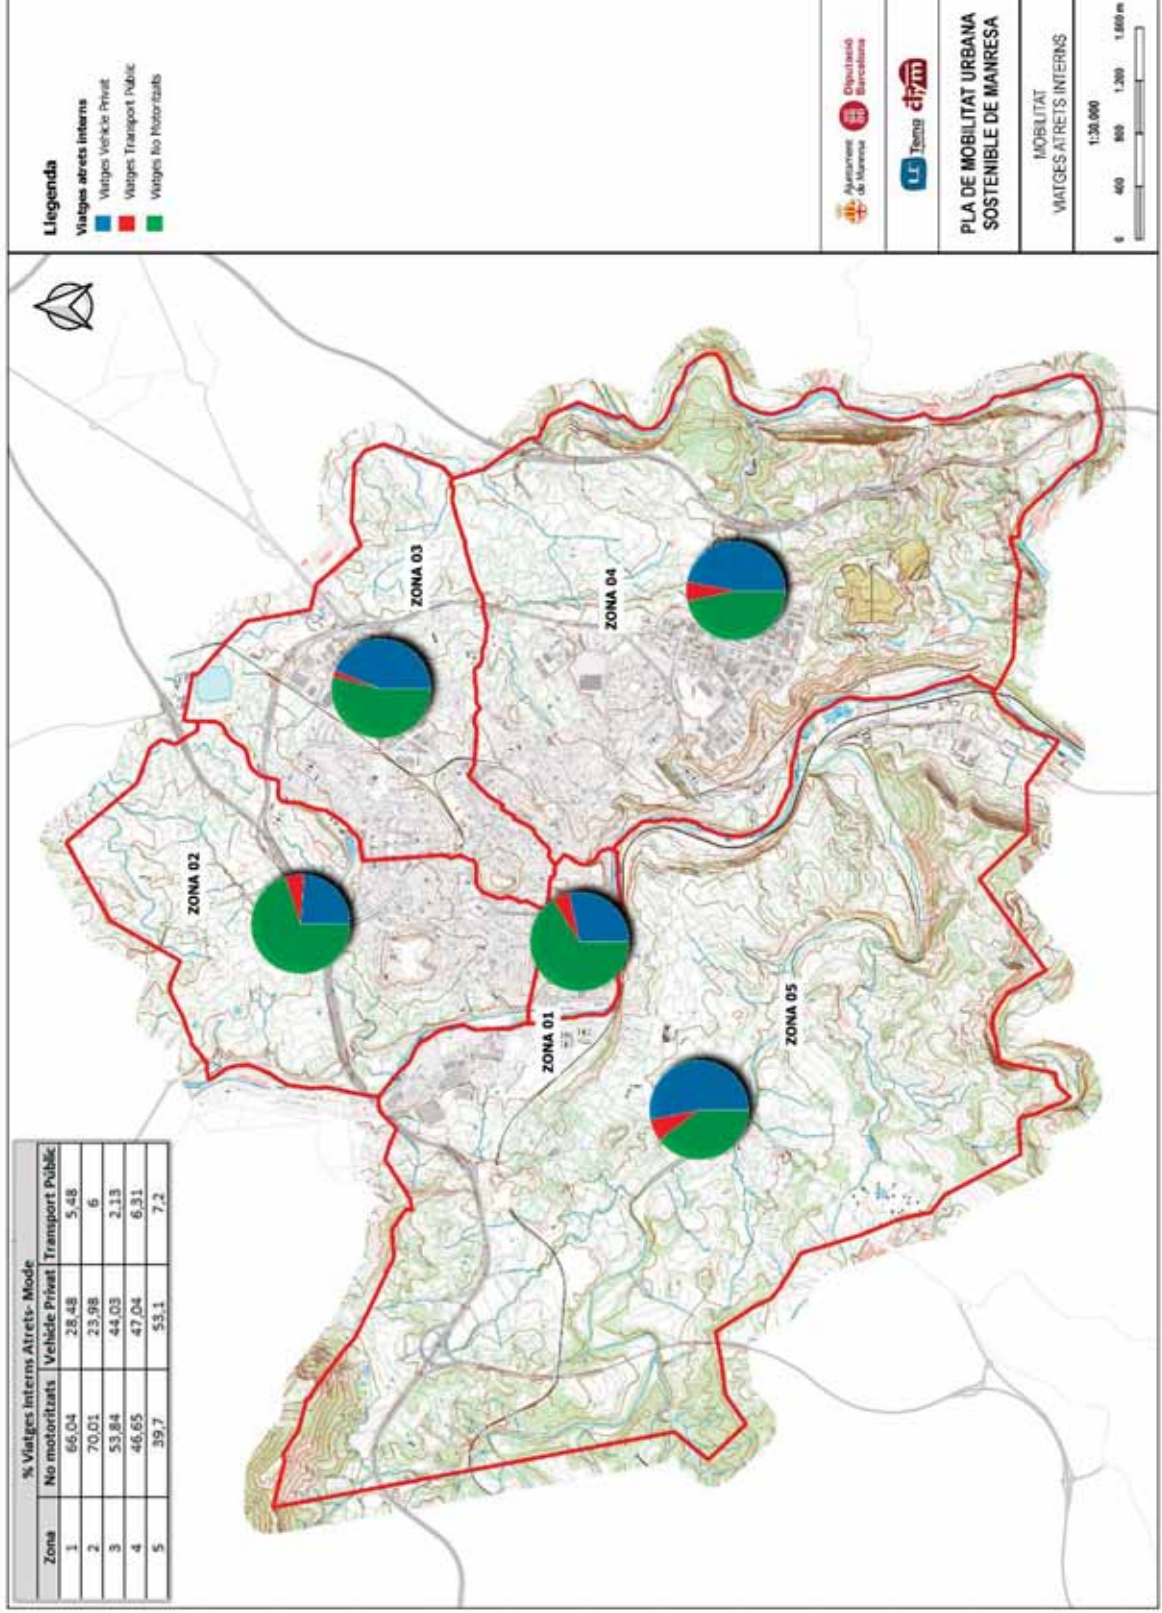 % Viatges Interns Atrets- Mode
Zona No motoritzats Vehicle Privat Transport Públic
1 66,04 28,48 5,48
2 70,01 23,98 6
3 53,84 44,03 2,13
4 46,65 47,04 6,31
5 39,7 53,1 7,2
ZONA 02
ZONA 03
ZONA 01
ZONA 04
ZONA 05
Llegenda
Viatges atrets interns
Viatges Vehicle Privat
Viatges Transport Públic
Viatges No Motoritzats
Ajuntament
de Manresa
Diputació
Barcelona
Tema
PLA DE MOBILITAT URBANA
SOSTENIBLE DE MANRESA
MOBILITAT
VIATGES ATRETS INTERNS
1:30.000
0 400 800 1.200 1.600 m